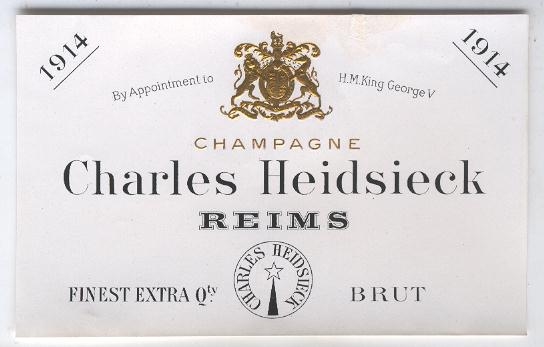 1914
1914
By Appointment to
H.M. King George V
CHAMPAGNE
Charles Heidsieck
REIMS
CHARLES HEIDSIECK
FINEST EXTRA Qty.
BRUT